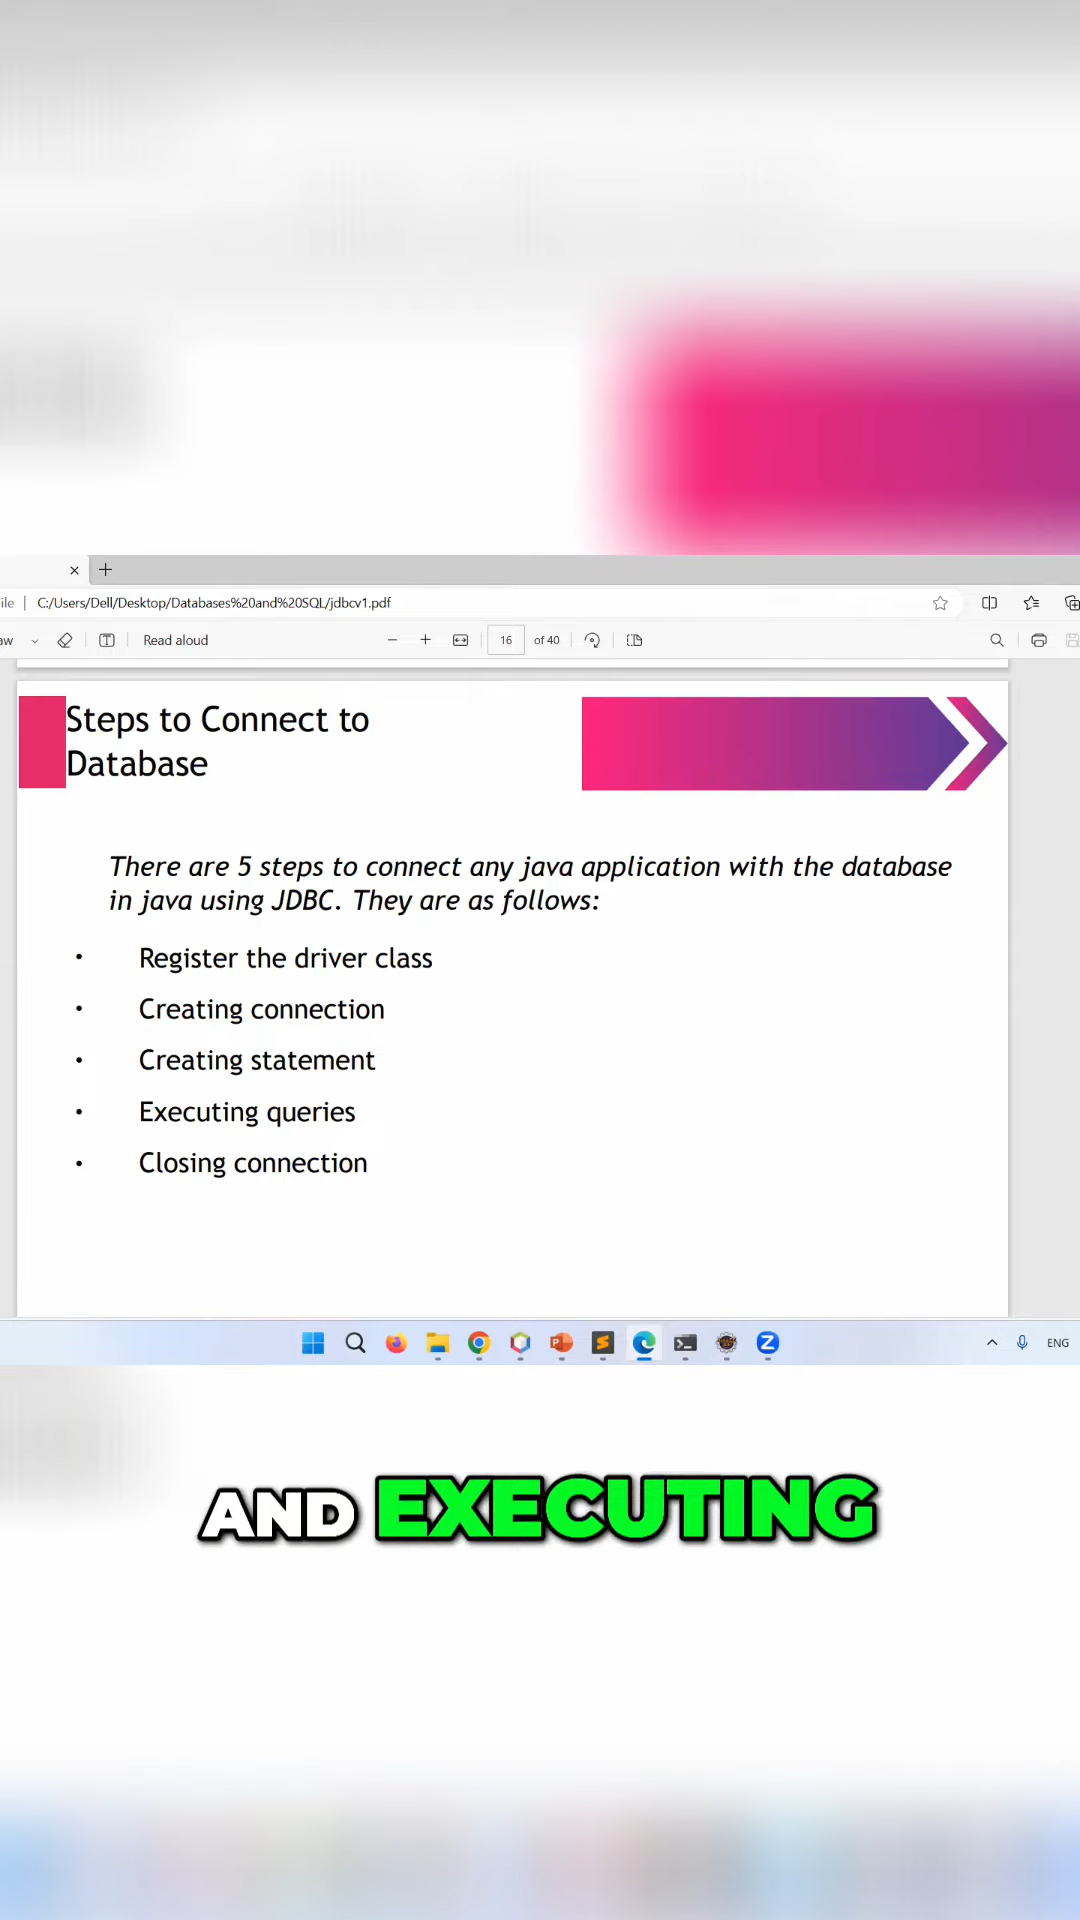 ile | C:/Users/Dell/Desktop/Databases%20and%20SQL/jdbcv1.pdf
aw Read aloud 16 of 40
Steps to Connect to
Database
There are 5 steps to connect any java application with the database
in java using JDBC. They are as follows:
• Register the driver class
• Creating connection
• Creating statement
• Executing queries
• Closing connection
ENG
AND EXECUTING